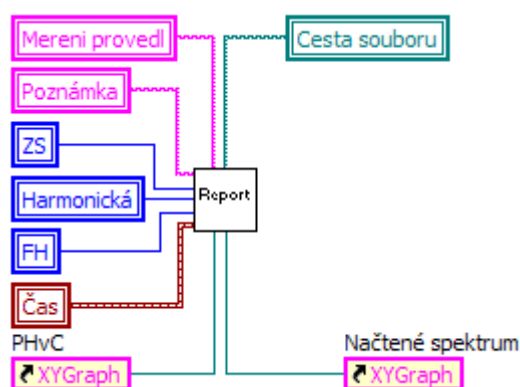 Mereni provedl
Cesta souboru
Poznámka
ZS
Harmonická
Report
FH
Čas
PHvC
Načtené spektrum
XYGraph
XYGraph